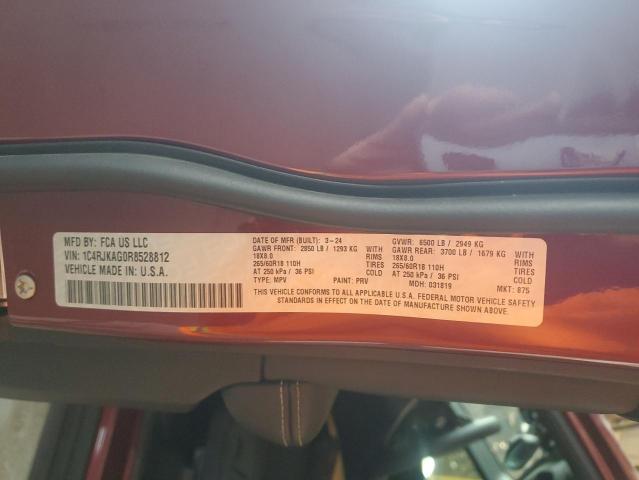 MFD BY: FCA US LLC
VIN: 1C4RJKAG0R8528812
VEHICLE MADE IN: U.S.A.
DATE OF MFR (BUILT): 3-24 GVWR: 6500 LB / 2949 KG
GAWR FRONT: 2850 LB / 1293 KG WITH GAWR REAR: 3700 LB / 1679 KG WITH
18X8.0 RIMS 18X8.0 RIMS
265/60R18 110H TIRES 265/60R18 110H TIRES
AT 250 kPa / 36 PSI COLD AT 250 kPa / 36 PSI COLD
TYPE: MPV PAINT: PRV MDH: 031819 MKT: 875
THIS VEHICLE CONFORMS TO ALL APPLICABLE U.S.A. FEDERAL MOTOR VEHICLE SAFETY
STANDARDS IN EFFECT ON THE DATE OF MANUFACTURE SHOWN ABOVE.